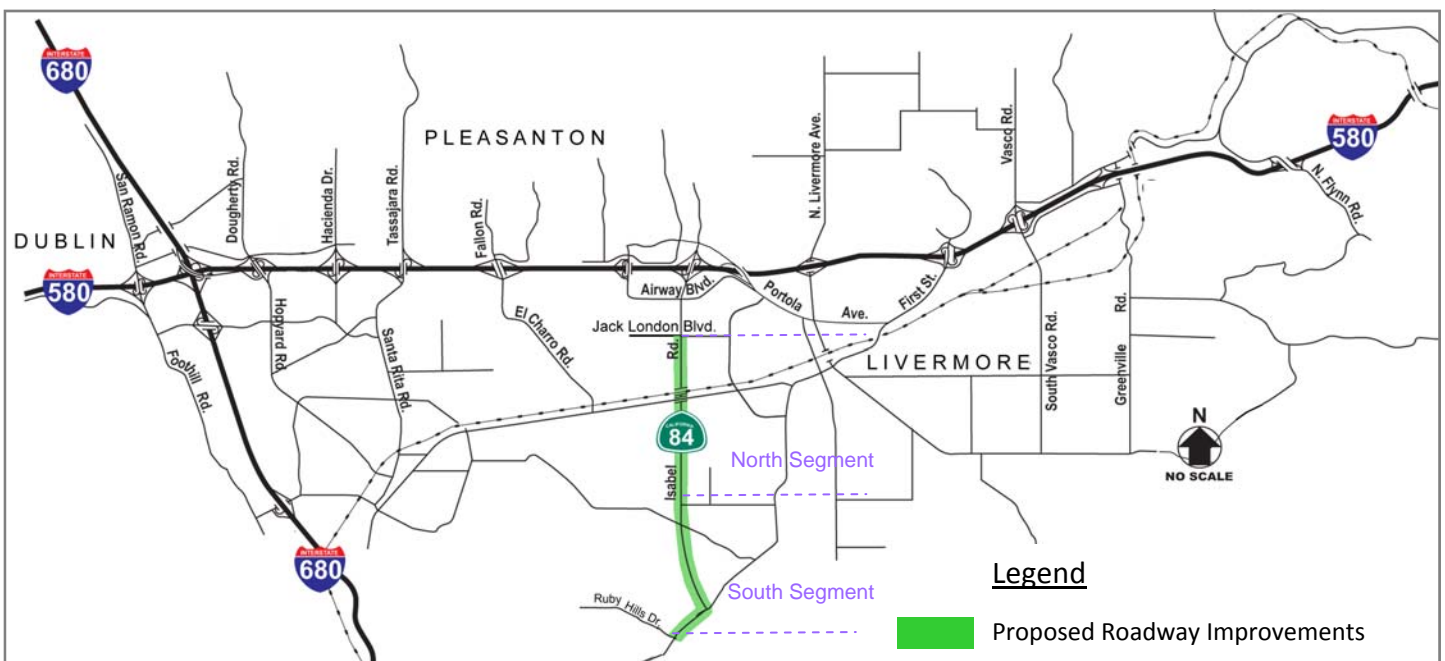 INTERSTATE
680
PLEASANTON
DUBLIN
San Ramon Rd.
Dougherty Rd.
Hacienda Dr.
Tassajara Rd.
Fallon Rd.
N. Livermore Ave.
Vasco Rd.
INTERSTATE
580
N. Flynn Rd
INTERSTATE
580
Airway Blvd.
Portola
Ave.
First St.
Jack London Blvd.
El Charro Rd.
Hopyard Rd.
Santa Rita Rd.
Foothill
Rd.
Rd.
LIVERMORE
South Vasco Rd.
Greenville
Rd.
CALIFORNIA
84
Isabel
North Segment
N
NO SCALE
INTERSTATE
680
South Segment
Ruby Hills Dr.
Legend
Proposed Roadway Improvements